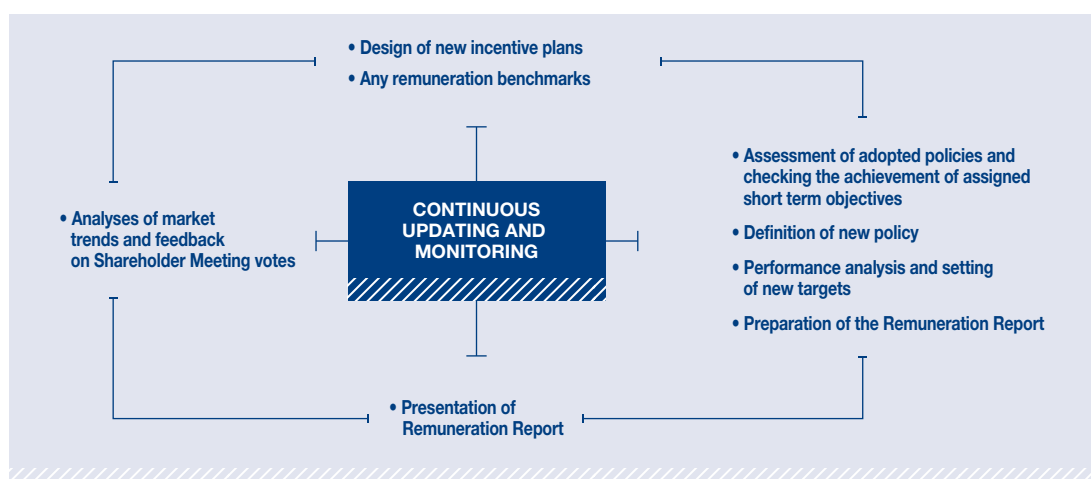 • Design of new incentive plans
• Any remuneration benchmarks
• Assessment of adopted policies and
checking the achievement of assigned
short term objectives
• Definition of new policy
• Performance analysis and setting
of new targets
• Preparation of the Remuneration Report
CONTINUOUS
UPDATING AND
MONITORING
• Analyses of market
trends and feedback
on Shareholder Meeting votes
• Presentation of
Remuneration Report